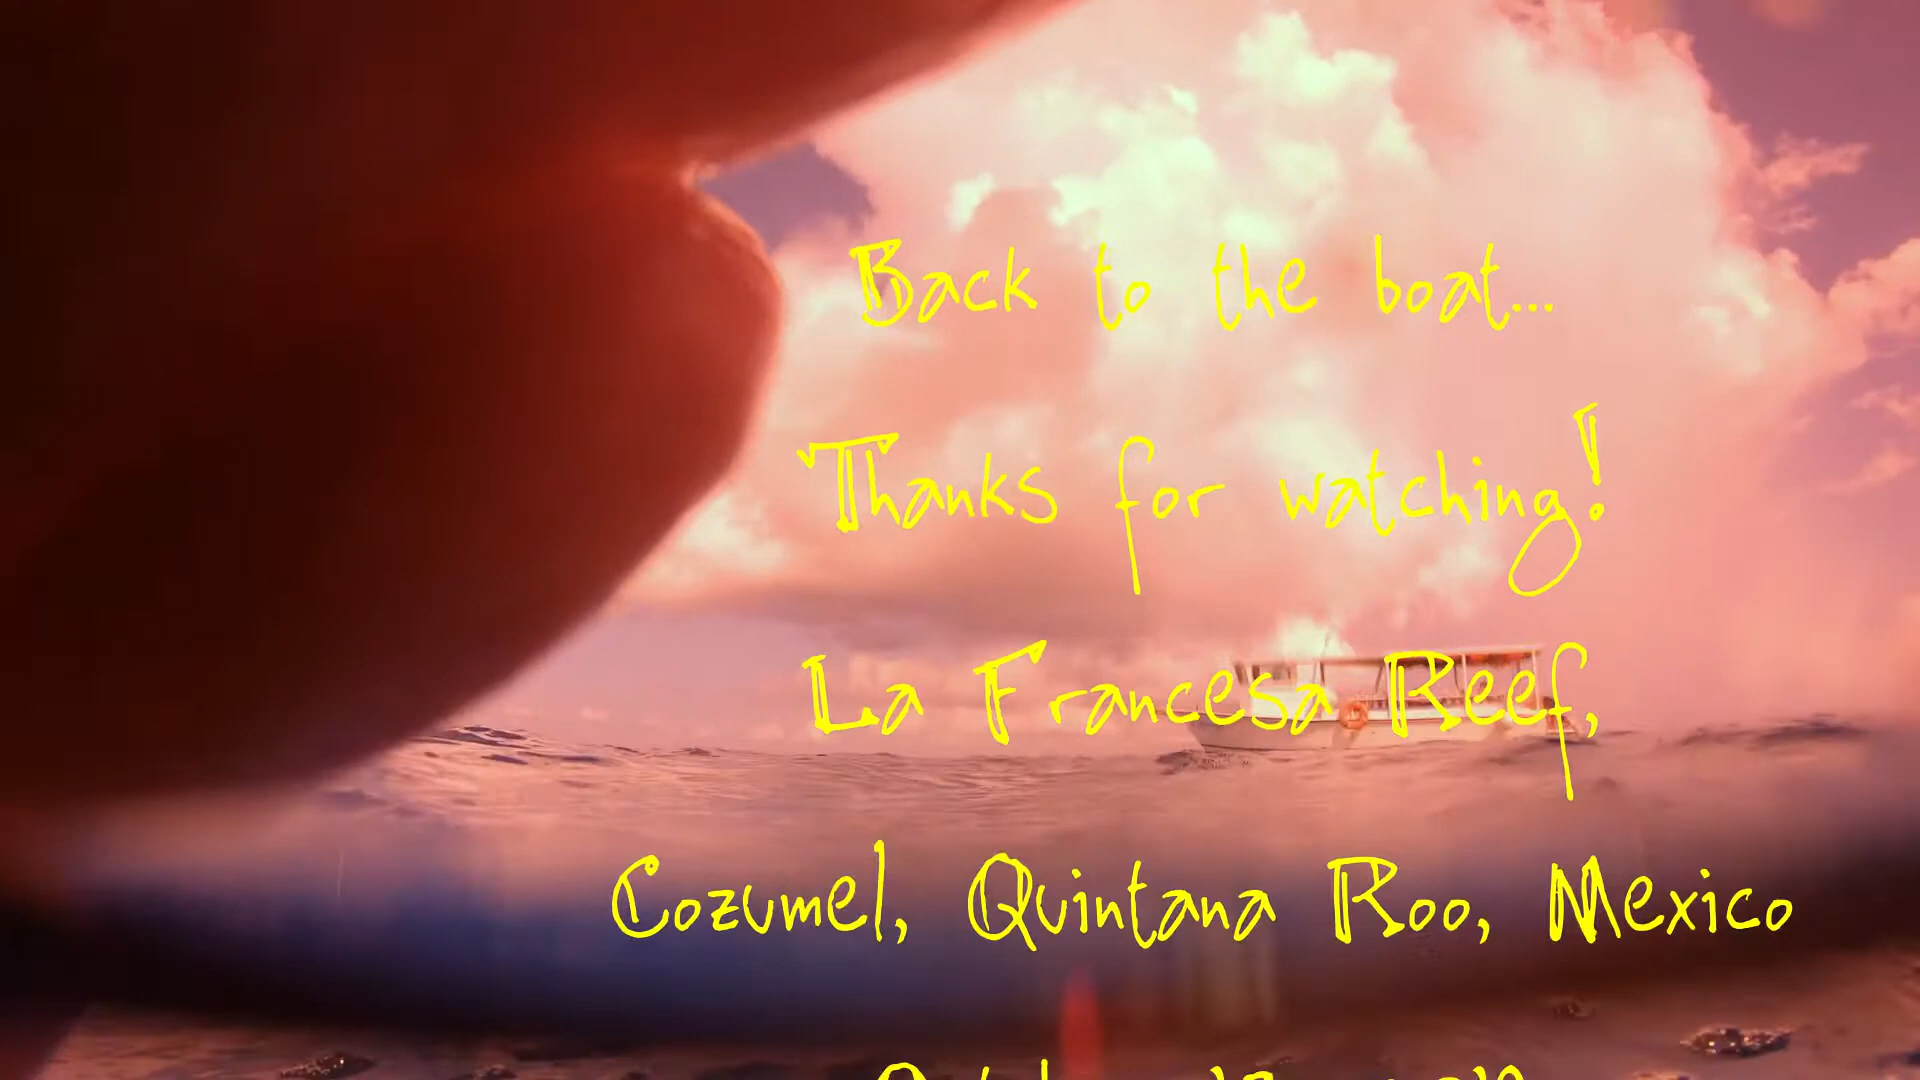 Back to the boat...
Thanks for watching!
La Francesa Reef,
Cozumel, Quintana Roo, Mexico